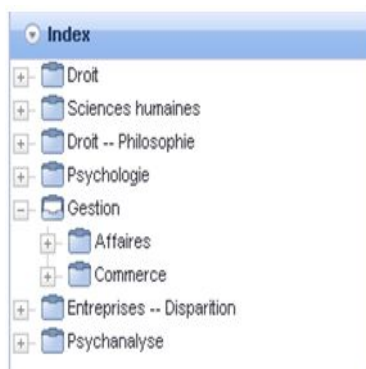 Index
Droit
Sciences humaines
Droit -- Philosophie
Psychologie
Gestion
Affaires
Commerce
Entreprises -- Disparition
Psychanalyse